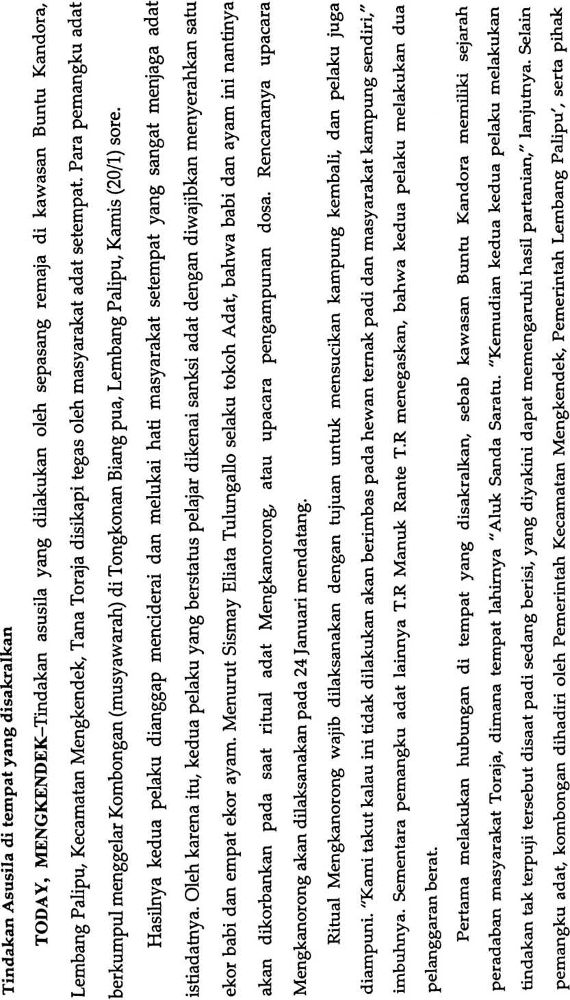 Tindakan Asusila di tempat yang disakralkan
TODAY, MENGKENDEK–Tindakan asusila yang dilakukan oleh sepasang remaja di kawasan Buntu Kandora,
Lembang Palipu, Kecamatan Mengkendek, Tana Toraja disikapi tegas oleh masyarakat adat setempat. Para pemangku adat
berkumpul menggelar Kombongan (musyawarah) di Tongkonan Biang pua, Lembang Palipu, Kamis (20/1) sore.
Hasilnya kedua pelaku dianggap menciderai dan melukai hati masyarakat setempat yang sangat menjaga adat
istiadatnya. Oleh karena itu, kedua pelaku yang berstatus pelajar dikenai sanksi adat dengan diwajibkan menyerahkan satu
ekor babi dan empat ekor ayam. Menurut Sismay Eliata Tulungallo selaku tokoh Adat, bahwa babi dan ayam ini nantinya
akan dikorbankan pada saat ritual adat Mengkanorong, atau upacara pengampunan dosa. Rencananya upacara
Mengkanorong akan dilaksanakan pada 24 Januari mendatang.
Ritual Mengkanorong wajib dilaksanakan dengan tujuan untuk mensucikan kampung kembali, dan pelaku juga
diampuni. "Kami takut kalau ini tidak dilakukan akan berimbas pada hewan ternak padi dan masyarakat kampung sendiri,"
imbuhnya. Sementara pemangku adat lainnya T.R Manuk Rante T.R menegaskan, bahwa kedua pelaku melakukan dua
pelanggaran berat.
Pertama melakukan hubungan di tempat yang disakralkan, sebab kawasan Buntu Kandora memiliki sejarah
peradaban masyarakat Toraja, dimana tempat lahirnya "Aluk Sanda Saratu. "Kemudian kedua pelaku melakukan
tindakan tak terpuji tersebut disaat padi sedang berisi, yang diyakini dapat memengaruhi hasil partanian," lanjutnya. Selain
pemangku adat, kombongan dihadiri oleh Pemerintah Kecamatan Mengkendek, Pemerintah Lembang Palipu', serta pihak